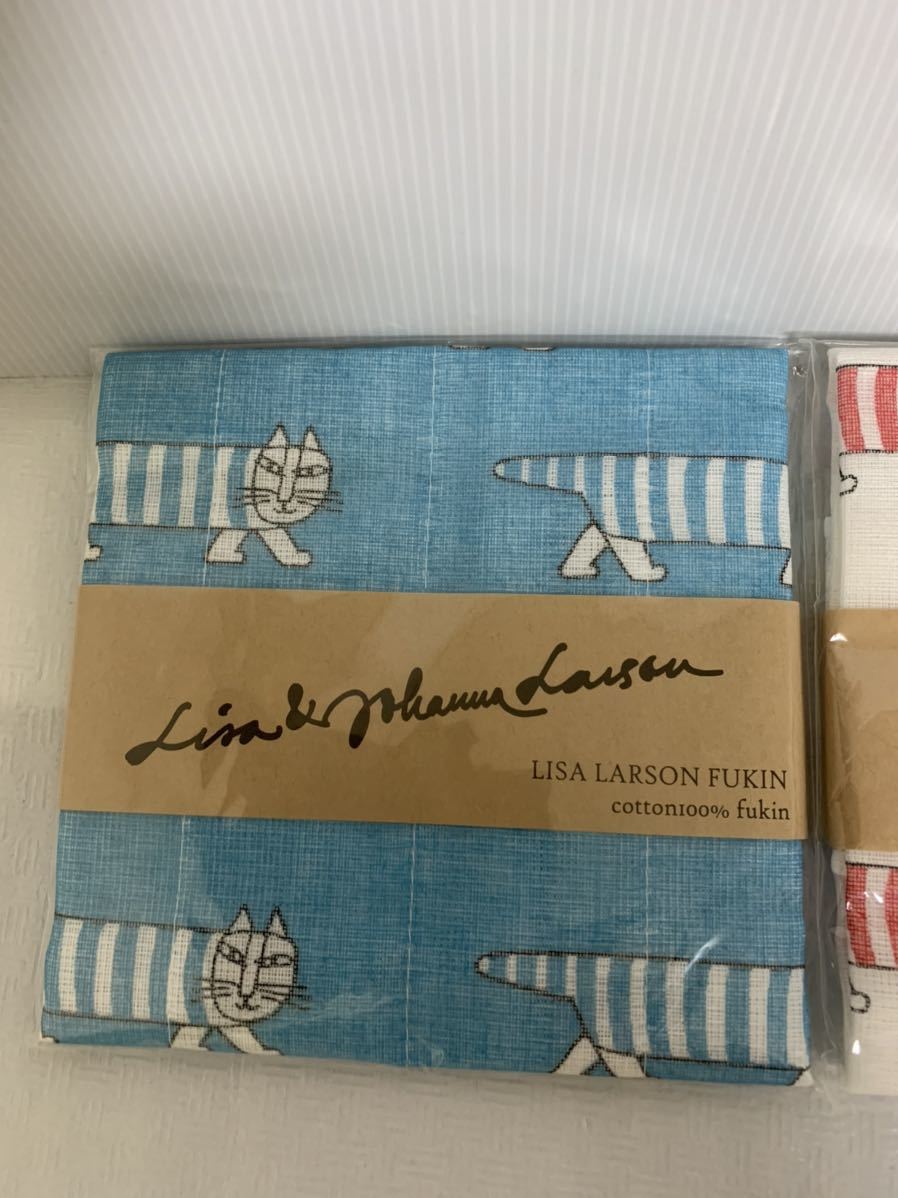 Lisa & Johanna Larson
LISA LARSON FUKIN
cotton100% fukin